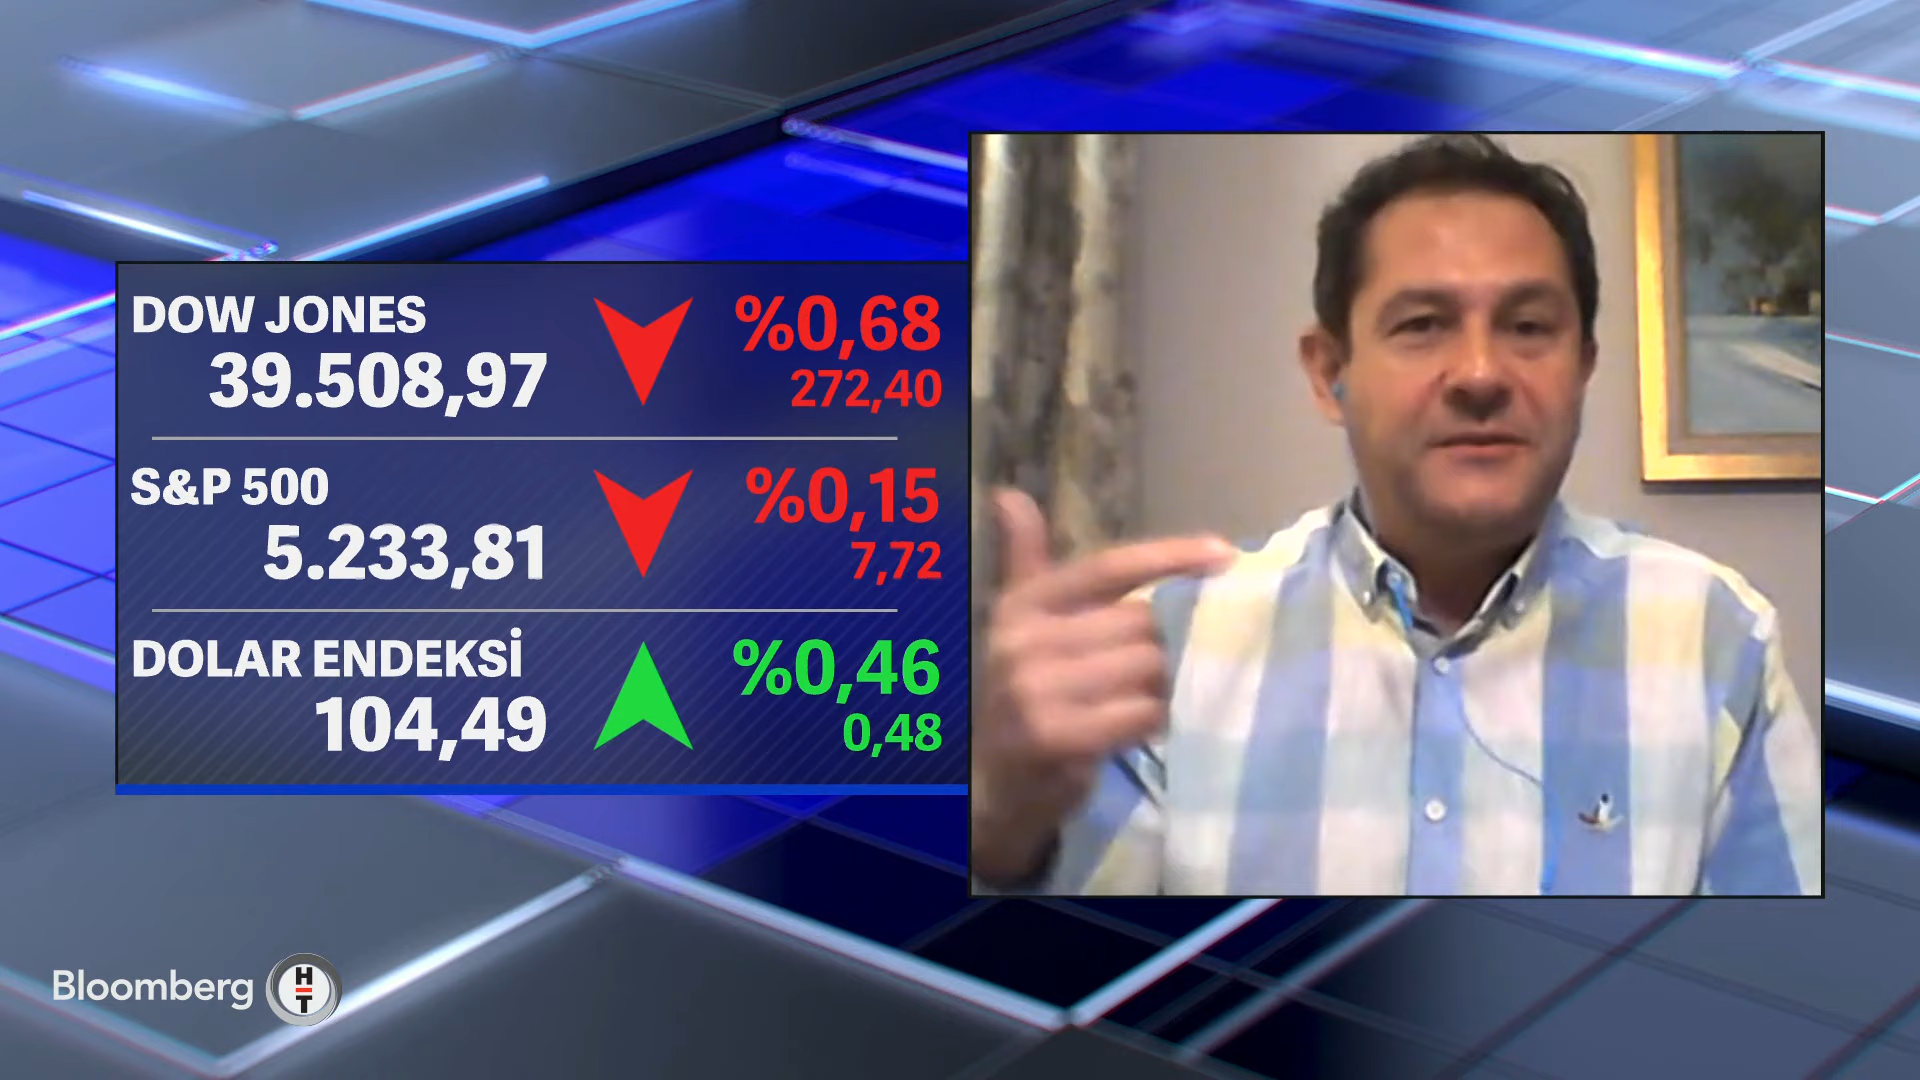 DOW JONES
39.508,97
%0,68
272,40
S&P 500
5.233,81
%0,15
7,72
DOLAR ENDEKSİ
104,49
%0,46
0,48
Bloomberg HT